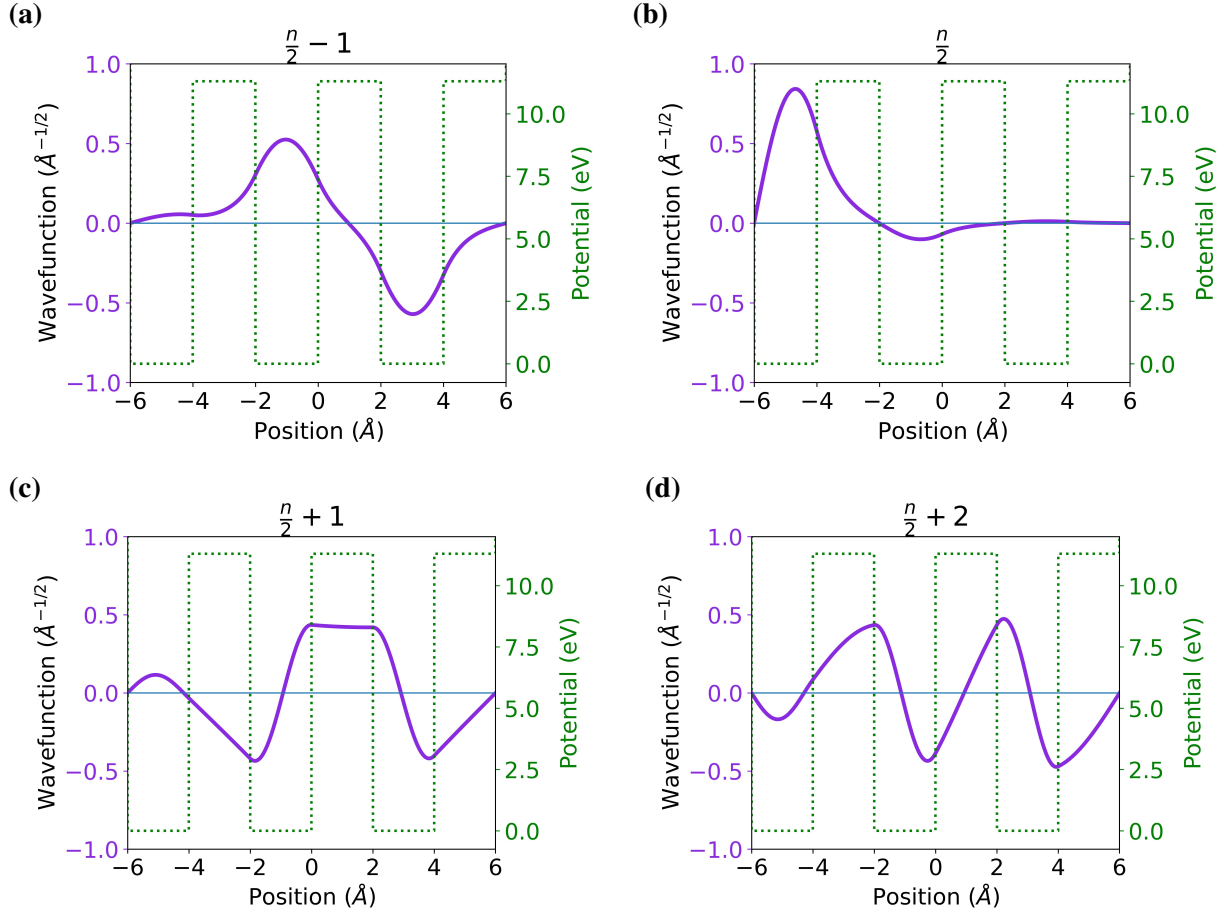 (a)
n/2 − 1
1.0
0.5
0.0
−0.5
−1.0
Wavefunction (Å⁻¹/²)
10.0
7.5
5.0
2.5
0.0
Potential (eV)
−6 −4 −2 0 2 4 6
Position (Å)
(b)
n/2
1.0
0.5
0.0
−0.5
−1.0
Wavefunction (Å⁻¹/²)
10.0
7.5
5.0
2.5
0.0
Potential (eV)
−6 −4 −2 0 2 4 6
Position (Å)
(c)
n/2 + 1
1.0
0.5
0.0
−0.5
−1.0
Wavefunction (Å⁻¹/²)
10.0
7.5
5.0
2.5
0.0
Potential (eV)
−6 −4 −2 0 2 4 6
Position (Å)
(d)
n/2 + 2
1.0
0.5
0.0
−0.5
−1.0
Wavefunction (Å⁻¹/²)
10.0
7.5
5.0
2.5
0.0
Potential (eV)
−6 −4 −2 0 2 4 6
Position (Å)